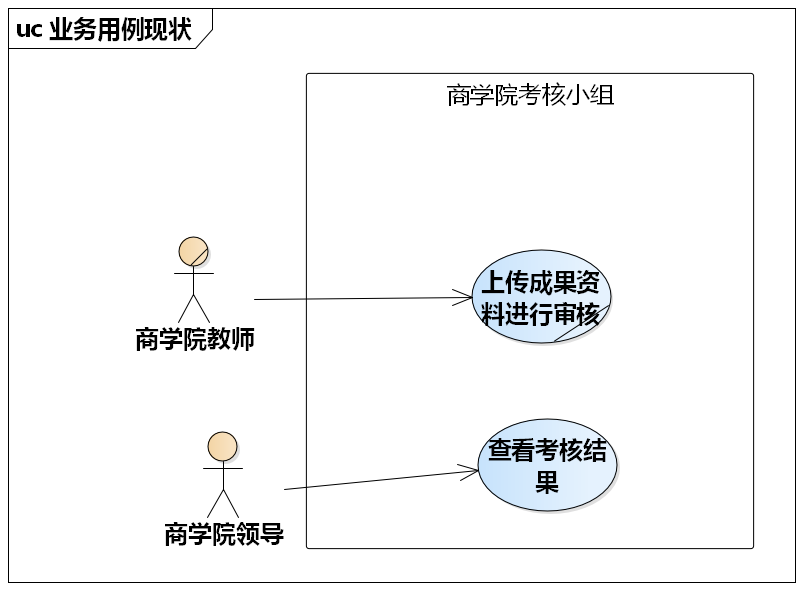 uc 业务用例现状
商学院考核小组
上传成果资
料进行审核
商学院教师
查看考核结
果
商学院领导